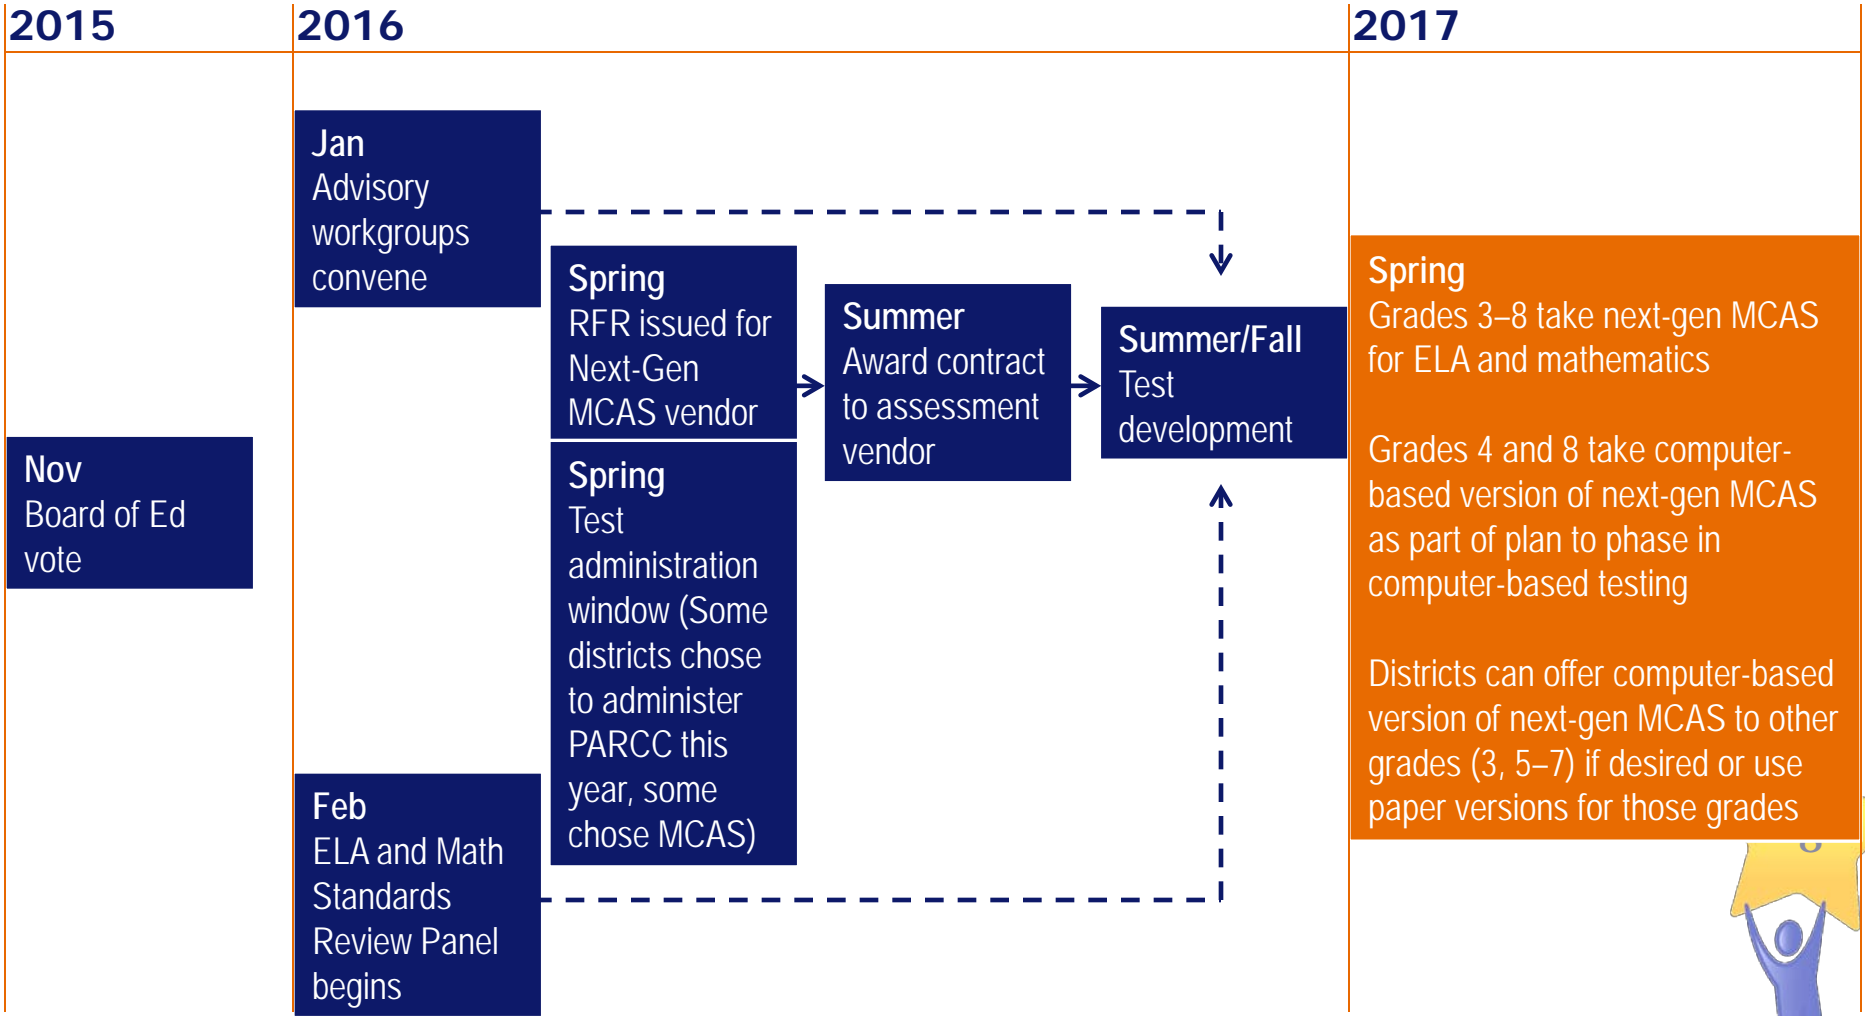 2015
2016
2017
Nov
Board of Ed
vote
Jan
Advisory
workgroups
convene
Feb
ELA and Math
Standards
Review Panel
begins
Spring
RFR issued for
Next-Gen
MCAS vendor
Spring
Test
administration
window (Some
districts chose
to administer
PARCC this
year, some
chose MCAS)
Summer
Award contract
to assessment
vendor
Summer/Fall
Test
development
Spring
Grades 3–8 take next-gen MCAS
for ELA and mathematics
Grades 4 and 8 take computer-
based version of next-gen MCAS
as part of plan to phase in
computer-based testing
Districts can offer computer-based
version of next-gen MCAS to other
grades (3, 5–7) if desired or use
paper versions for those grades